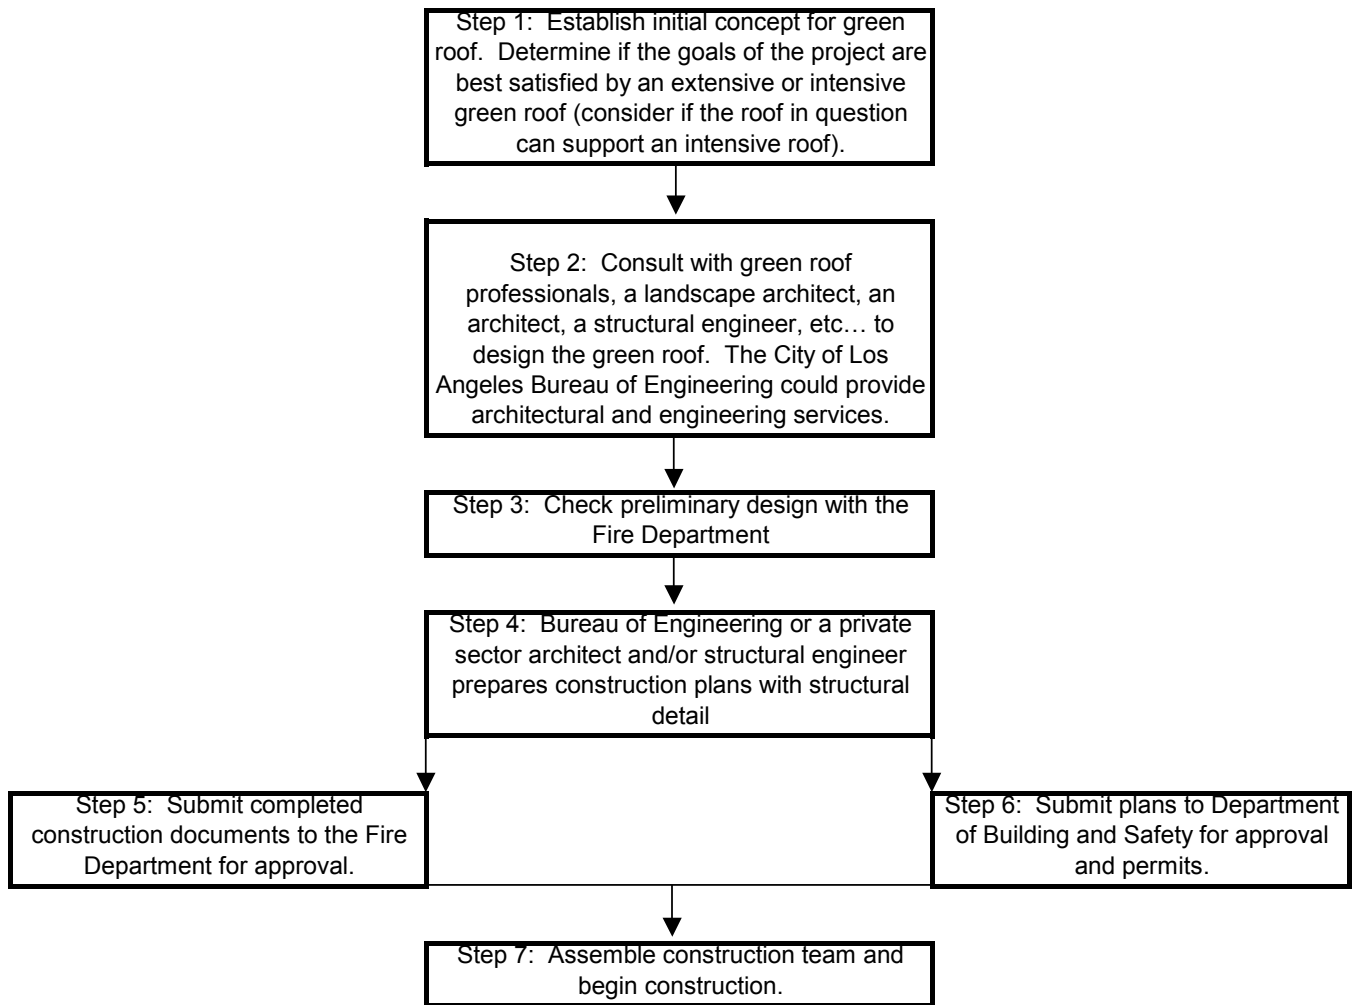 Step 1:  Establish initial concept for green
roof.  Determine if the goals of the project are
best satisfied by an extensive or intensive
green roof (consider if the roof in question
can support an intensive roof).
Step 2:  Consult with green roof
professionals, a landscape architect, an
architect, a structural engineer, etc… to
design the green roof.  The City of Los
Angeles Bureau of Engineering could provide
architectural and engineering services.
Step 3:  Check preliminary design with the
Fire Department
Step 4:  Bureau of Engineering or a private
sector architect and/or structural engineer
prepares construction plans with structural
detail
Step 5:  Submit completed
construction documents to the Fire
Department for approval.
Step 6:  Submit plans to Department
of Building and Safety for approval
and permits.
Step 7:  Assemble construction team and
begin construction.